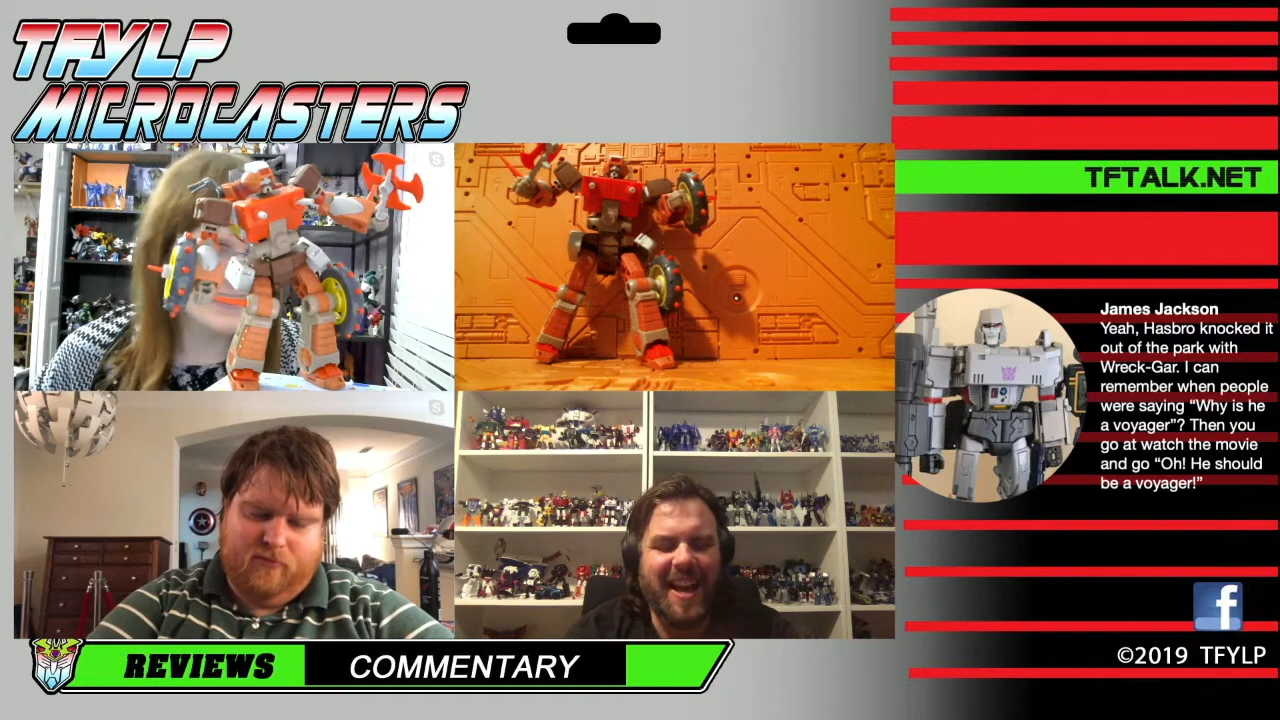 TFYLP
MICROCASTERS
TFTALK.NET
James Jackson
Yeah, Hasbro knocked it
out of the park with
Wreck-Gar. I can
remember when people
were saying “Why is he
a voyager”? Then you
go at watch the movie
and go “Oh! He should
be a voyager!”
f
©2019 TFYLP
REVIEWS
COMMENTARY